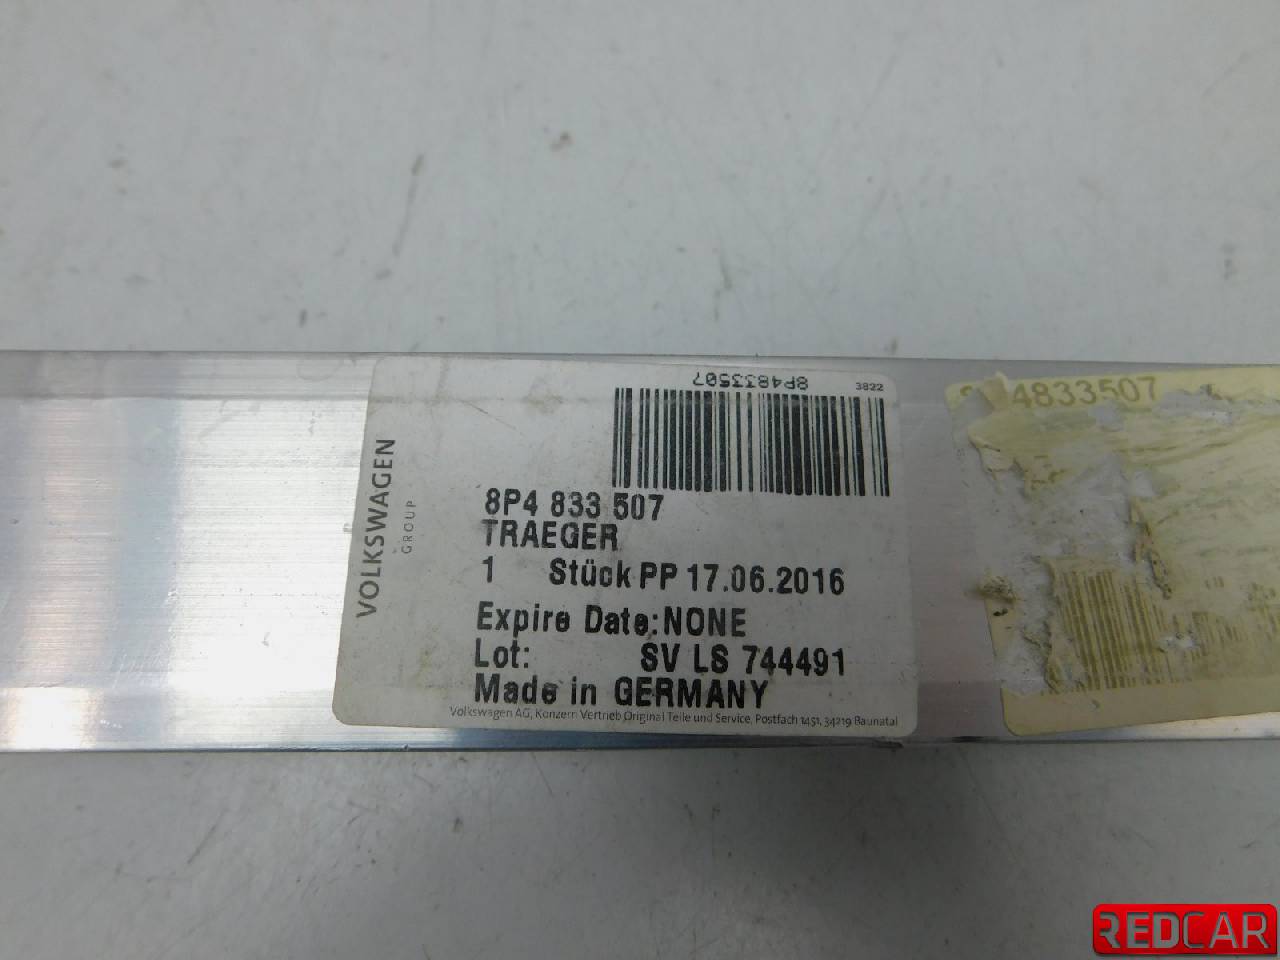 8P4833507
3822
VOLKSWAGEN
GROUP
8P4 833 507
TRAEGER
1 Stück PP 17.06.2016
Expire Date:NONE
Lot: SV LS 744491
Made in GERMANY
Volkswagen AG, Konzern Vertrieb Original Teile und Service, Postfach 1451, 34219 Baunatal
4833507
REDCAR